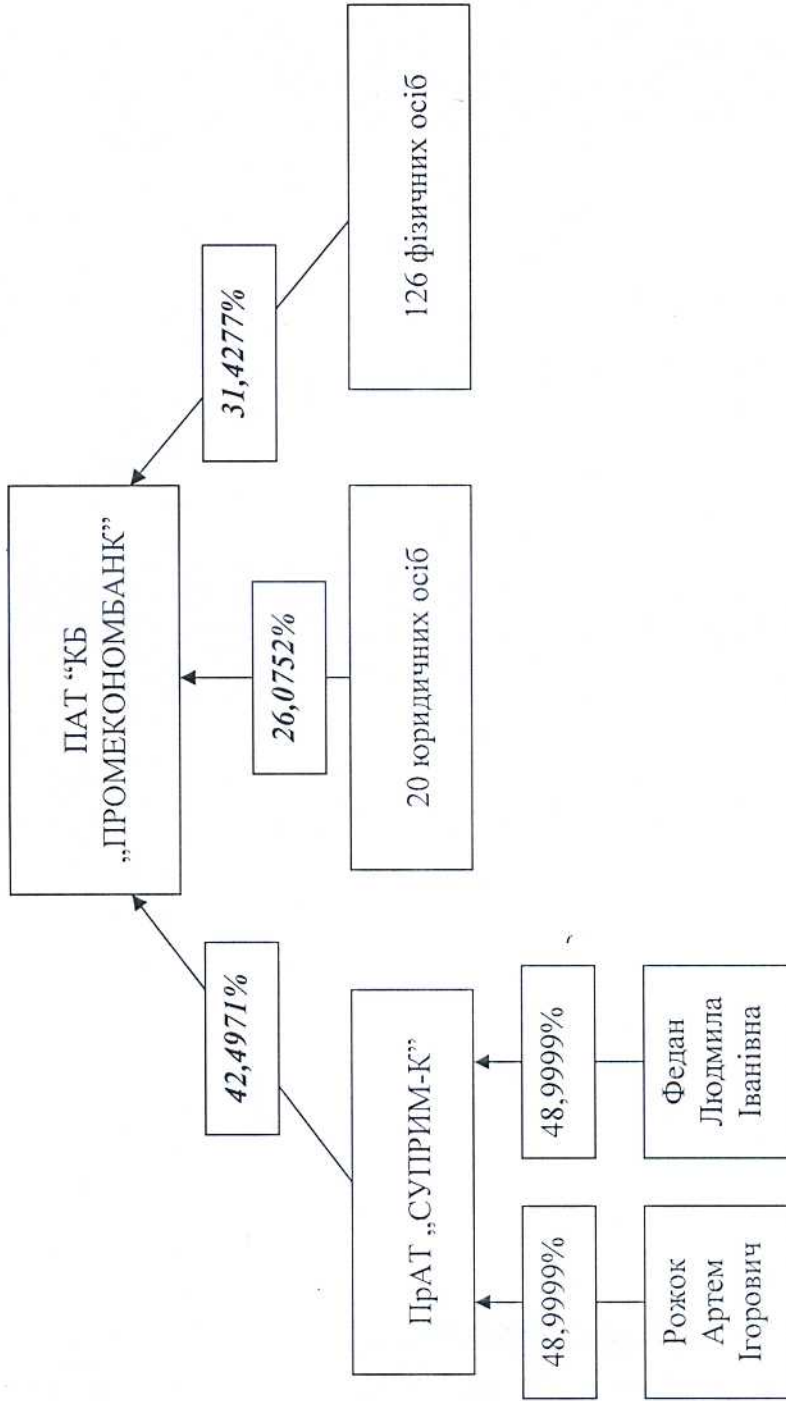 ПАТ “КБ
„ПРОМЕКОНОМБАНК”
42,4971%
26,0752%
31,4277%
ПрАТ „СУПРИМ-К”
20 юридичних осіб
126 фізичних осіб
48,9999%
48,9999%
Рожок
Артем
Ігорович
Федан
Людмила
Іванівна